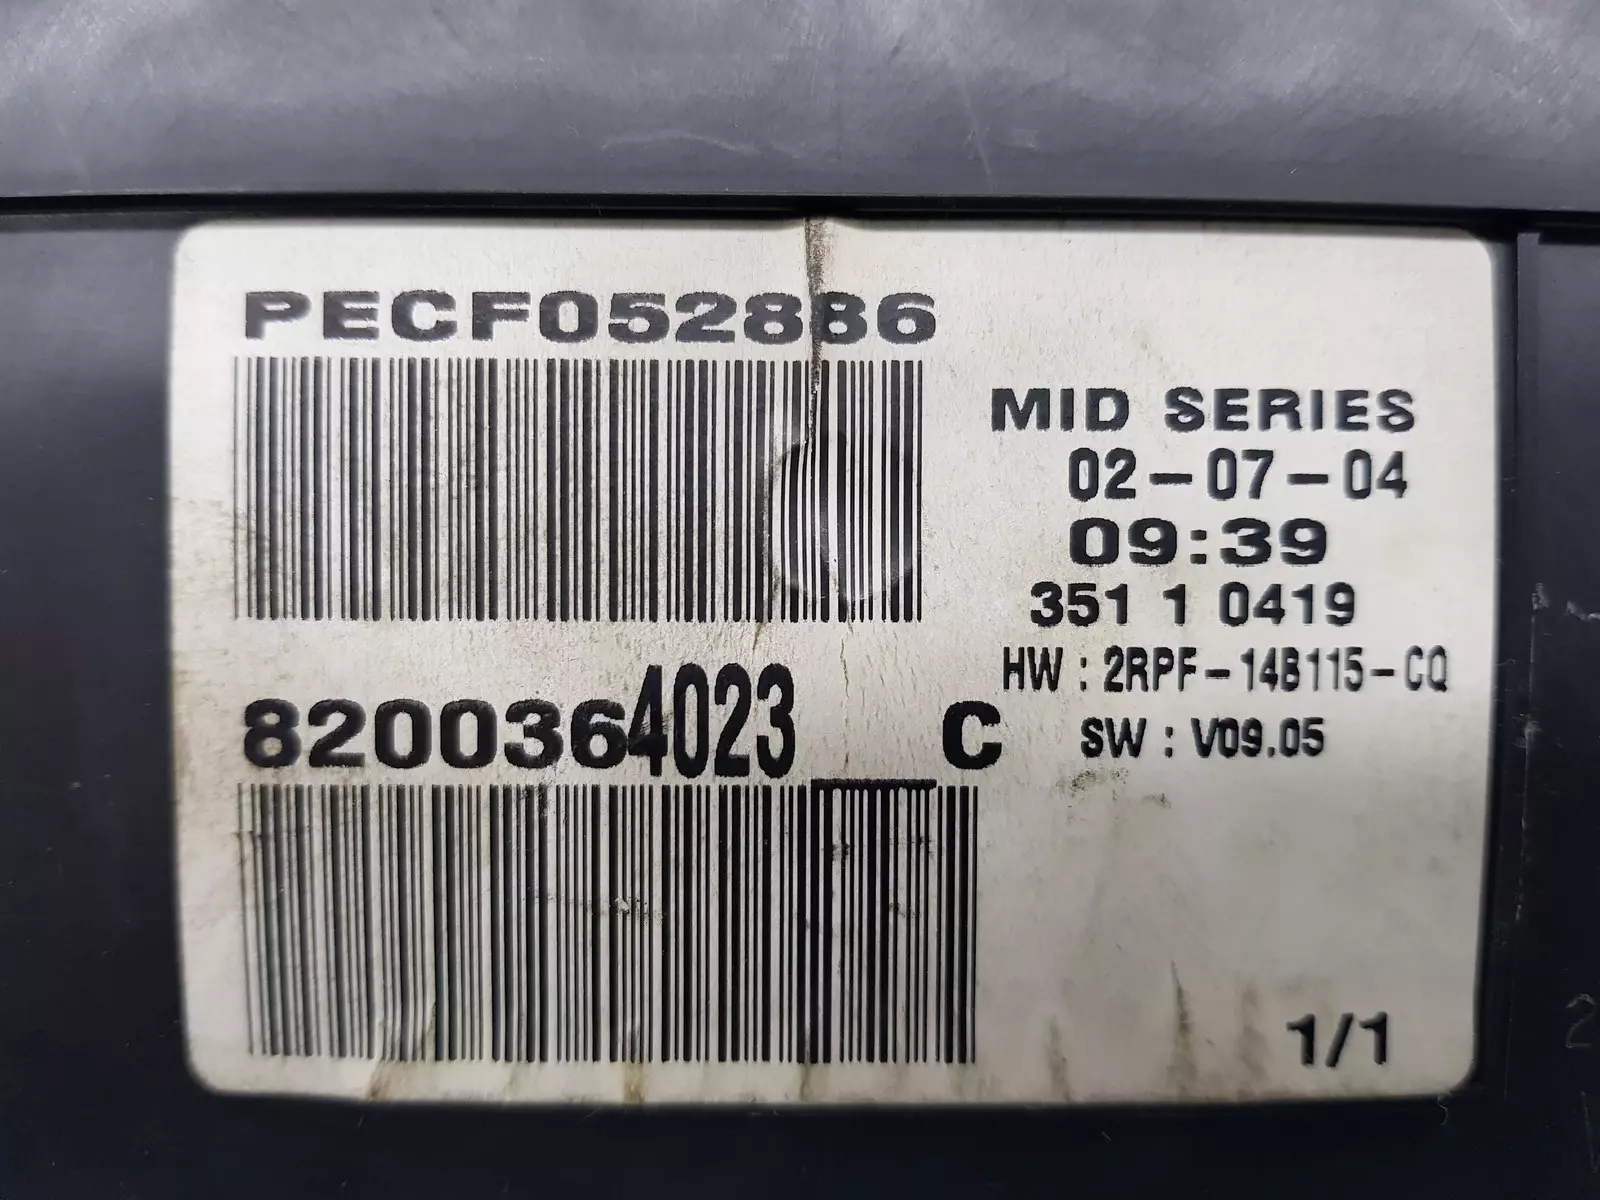 PECF052886
MID SERIES
02-07-04
09:39
351 1 0419
HW : 2RPF-14B115-CQ
8200364023__C
SW : V09.05
1/1